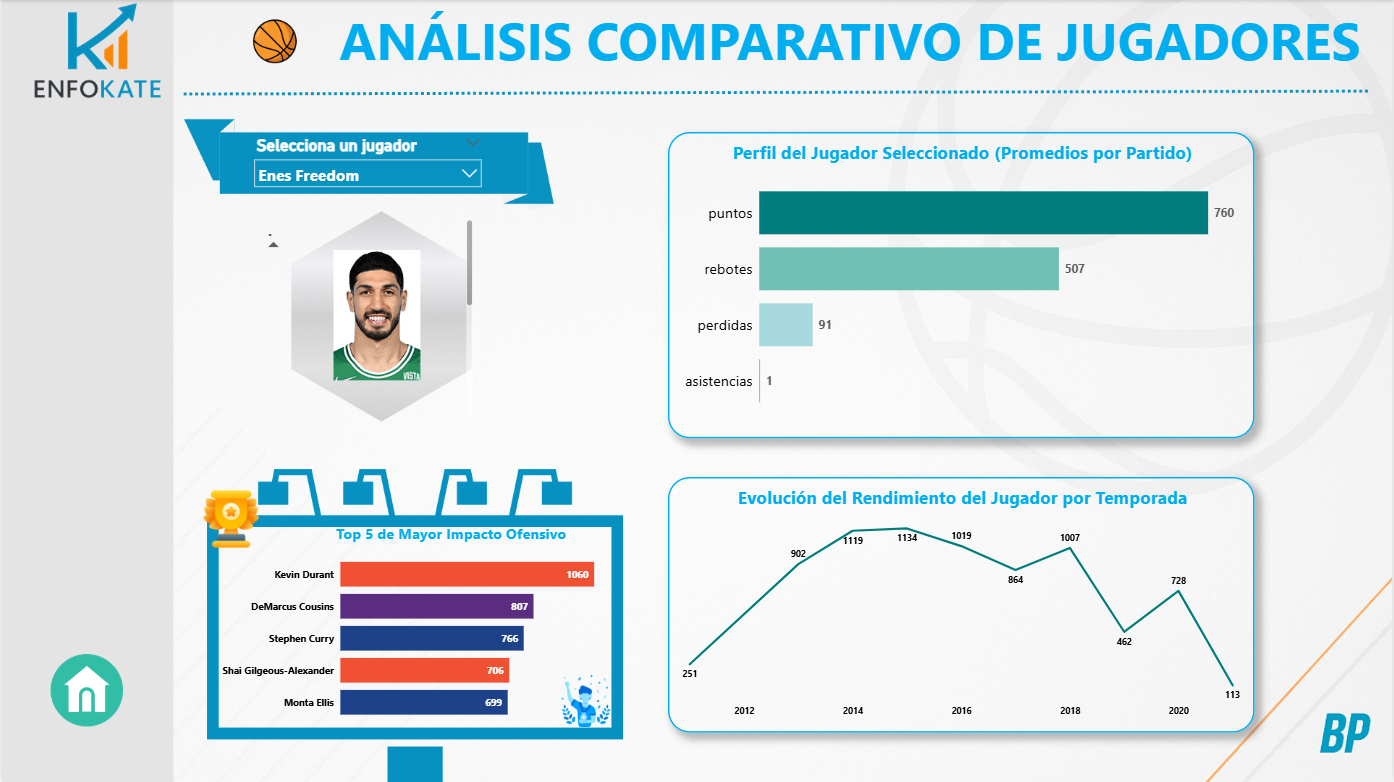 ENFOKATE
ANÁLISIS COMPARATIVO DE JUGADORES
Selecciona un jugador
Enes Freedom
VISTA
Perfil del Jugador Seleccionado (Promedios por Partido)
puntos 760
rebotes 507
perdidas 91
asistencias 1
Top 5 de Mayor Impacto Ofensivo
Kevin Durant 1060
DeMarcus Cousins 807
Stephen Curry 766
Shai Gilgeous-Alexander 706
Monta Ellis 699
Evolución del Rendimiento del Jugador por Temporada
251 902 1119 1134 1019 864 1007 462 728 113
2012 2014 2016 2018 2020
BP